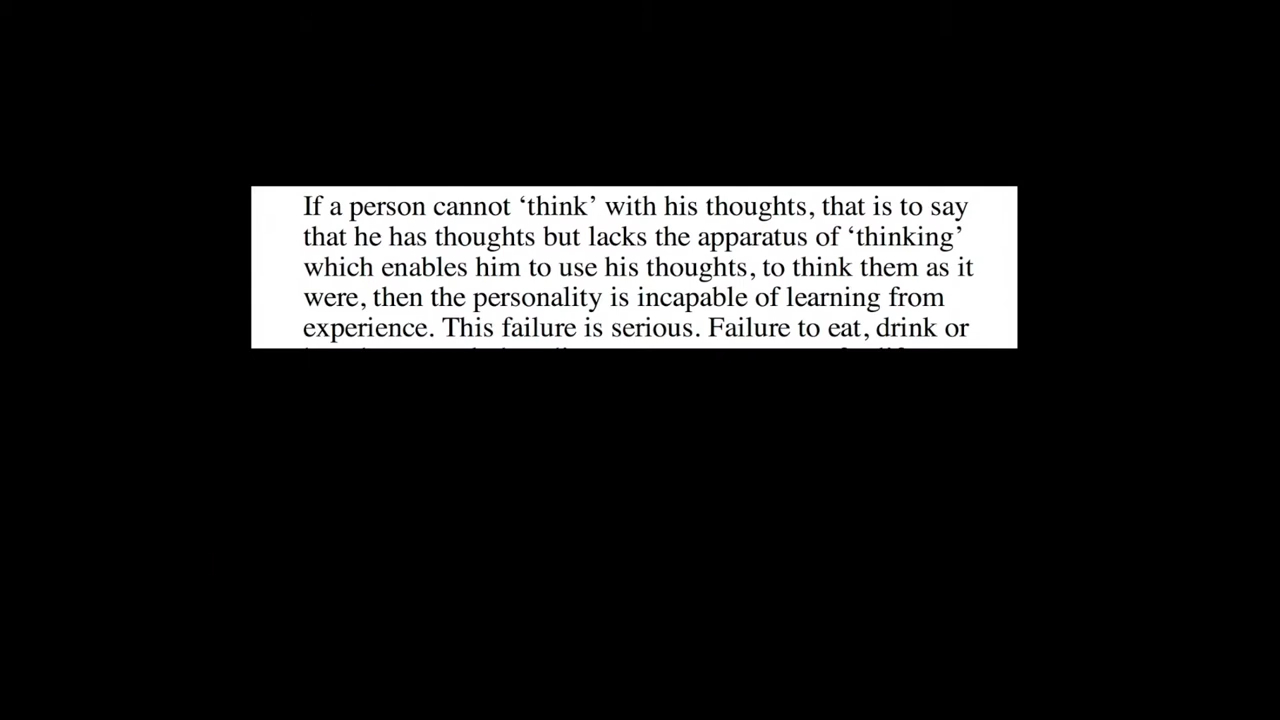 If a person cannot ‘think’ with his thoughts, that is to say
that he has thoughts but lacks the apparatus of ‘thinking’
which enables him to use his thoughts, to think them as it
were, then the personality is incapable of learning from
experience. This failure is serious. Failure to eat, drink or